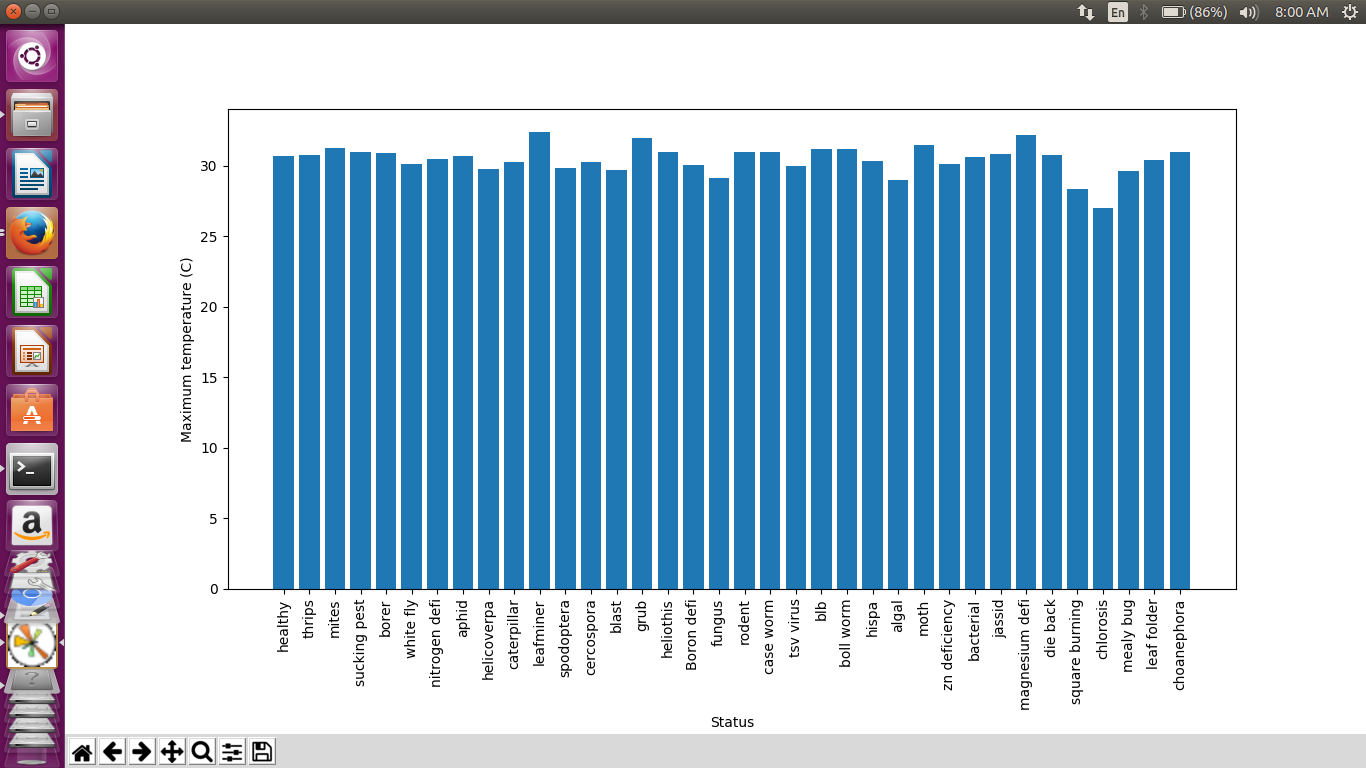 En (86%) 8:00 AM
Maximum temperature (C)
30
25
20
15
10
5
0
healthy
thrips
mites
sucking pest
borer
white fly
nitrogen defi
aphid
helicoverpa
caterpillar
leafminer
spodoptera
cercospora
blast
grub
heliothis
Boron defi
fungus
rodent
case worm
tsv virus
blb
boll worm
hispa
algal
moth
zn deficiency
bacterial
jassid
magnesium defi
die back
square burning
chlorosis
mealy bug
leaf folder
choanephora
Status